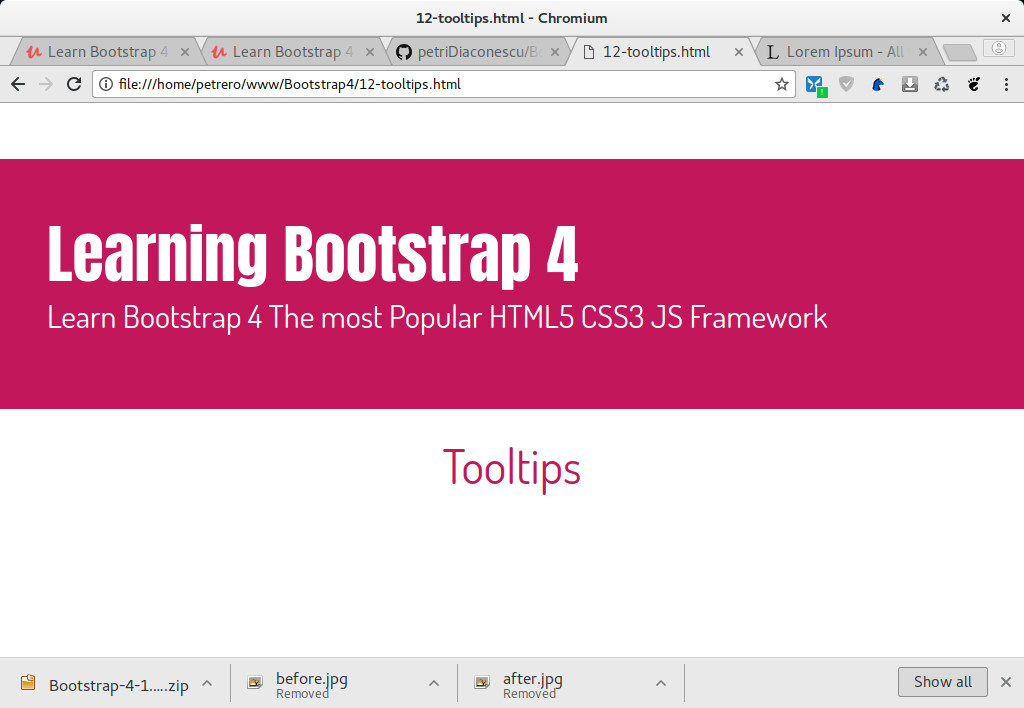 12-tooltips.html - Chromium
Learn Bootstrap 4
Learn Bootstrap 4
petriDiaconescu/Bo
12-tooltips.html
Lorem Ipsum - All
file:///home/petrero/www/Bootstrap4/12-tooltips.html
Learning Bootstrap 4
Learn Bootstrap 4 The most Popular HTML5 CSS3 JS Framework
Tooltips
Bootstrap-4-1.....zip
before.jpg
Removed
after.jpg
Removed
Show all